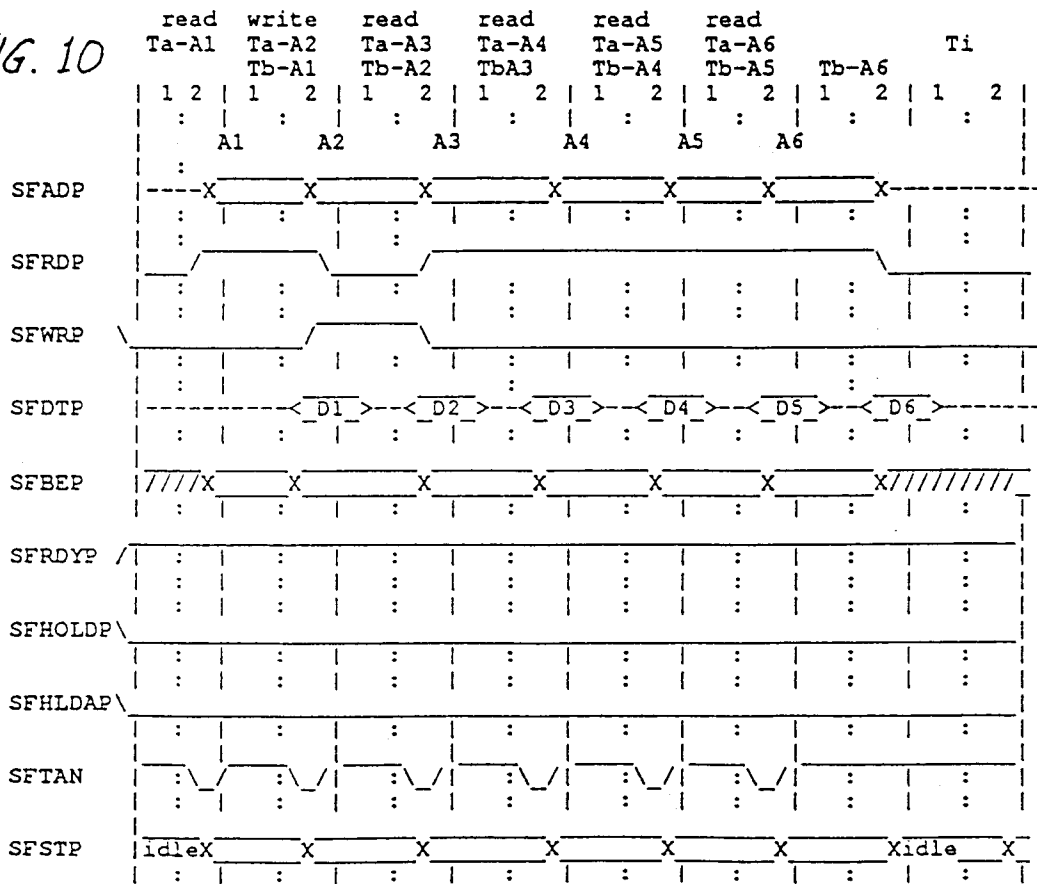 FIG. 10
read write read read read read
Ta-A1 Ta-A2 Ta-A3 Ta-A4 Ta-A5 Ta-A6 Ti
Tb-A1 Tb-A2 TbA3 Tb-A4 Tb-A5 Tb-A6
1 2 1 2 1 2 1 2 1 2 1 2 1 2 1 2
A1 A2 A3 A4 A5 A6
SFADP
SFRDP
SFWRP
SFDTP D1 D2 D3 D4 D5 D6
SFBEP
SFRDYP
SFHOLDP
SFHLDAP
SFTAN
SFSTP idle idle